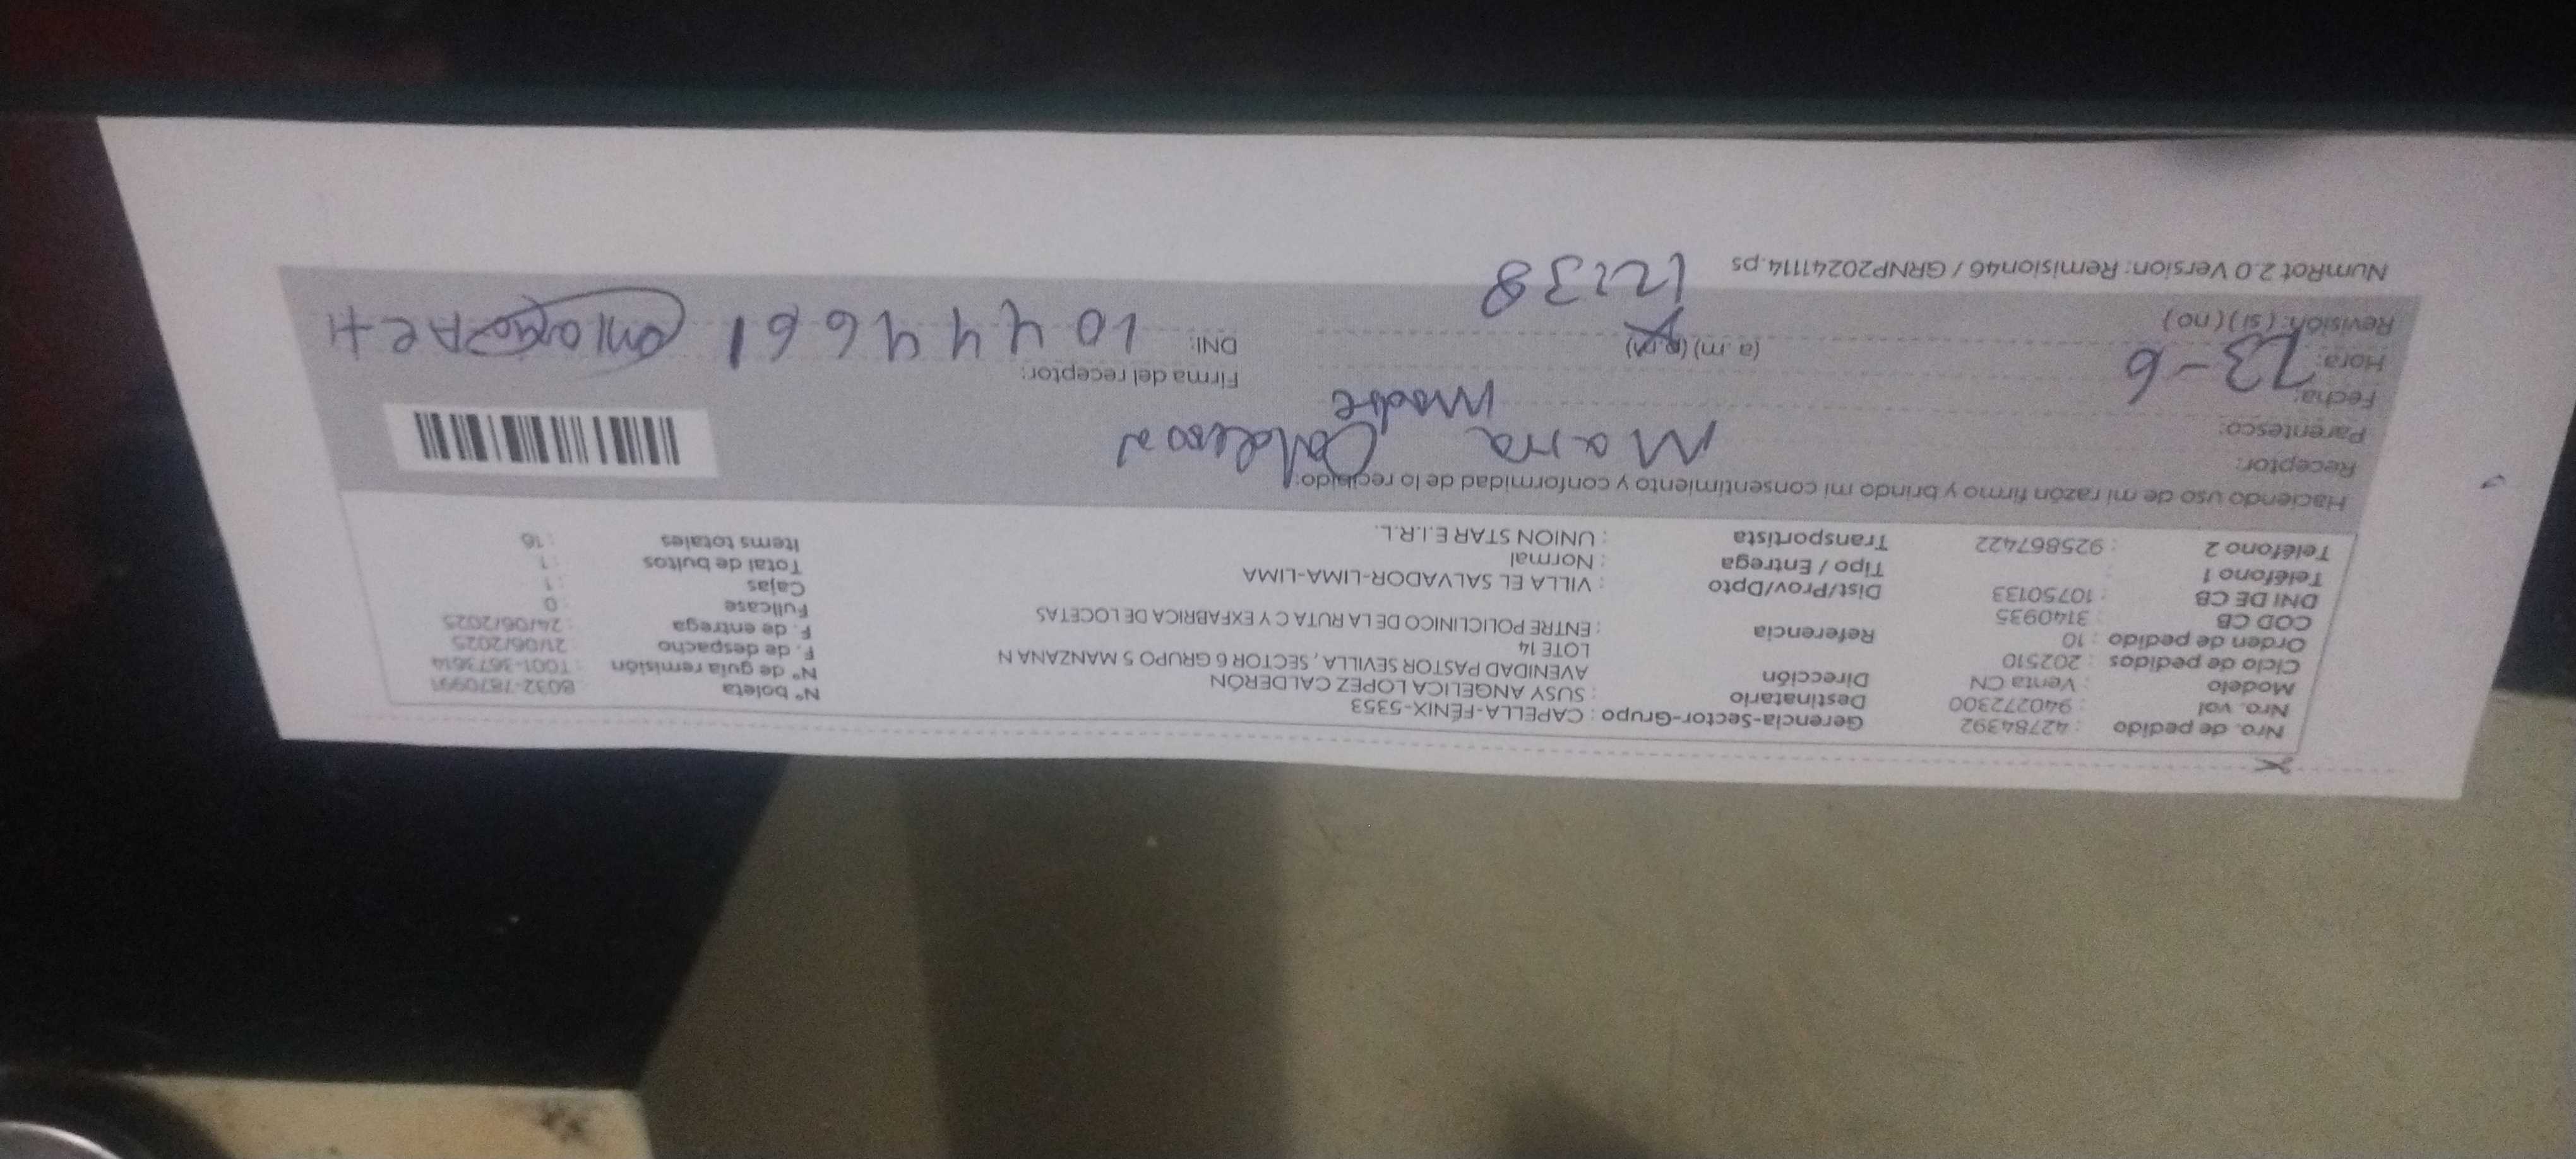 Nro. de pedido : 42784392 Gerencia-Sector-Grupo : CAPELLA-FÉNIX-5353 N° boleta : B032-7870991
Nro. val : 940272300 Destinatario : SUSY ANGELICA LOPEZ CALDERÓN N° de guía remisión : T001-3673614
Modelo : Venta CN Dirección AVENIDAD PASTOR SEVILLA , SECTOR 6 GRUPO 5 MANZANA N F. de despacho : 21/06/2025
Ciclo de pedidos : 202510 LOTE 14 F. de entrega : 24/06/2025
Orden de pedido : 10 Referencia : ENTRE POLICLINICO DE LA RUTA C Y EXFABRICA DE LOCETAS Fullcase : 0
COD CB : 3140935 Dist/Prov/Dpto : VILLA EL SALVADOR-LIMA-LIMA Cajas : 1
DNI DE CB : 10750133 Tipo / Entrega : Normal Total de bultos : 1
Teléfono 1 : Transportista : UNION STAR E.I.R.L. Items totales : 16
Teléfono 2 : 925867422
Haciendo uso de mi razón firmo y brindo mi consentimiento y conformidad de lo recibido:
Receptor: Calderon
Parentesco: Madre
Fecha: 23-6 Firma del receptor:
Hora: (a.m) (p.m) 12:38 DNI: 10444661
Revisión: (si) (no)
NumRot 2.0 Version: Remision46 / GRNP20241114.ps